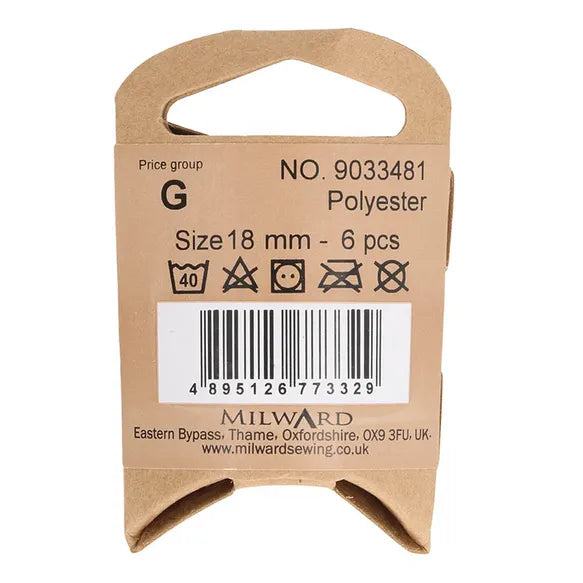 Price group
G
NO. 9033481
Polyester
Size 18 mm - 6 pcs
40
4 895126 773329
MILWARD
Eastern Bypass, Thame, Oxfordshire, OX9 3FU, UK.
www.milwardsewing.co.uk